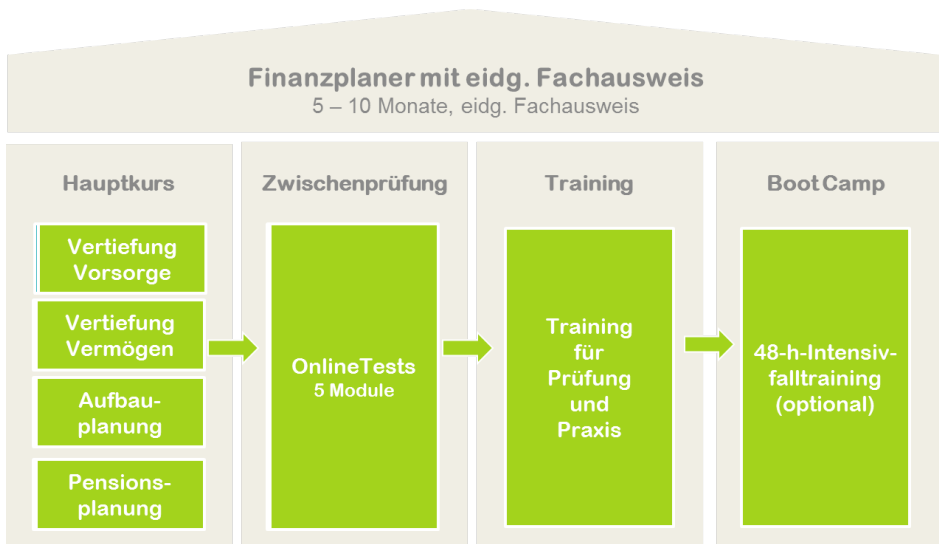 Finanzplaner mit eidg. Fachausweis
5 – 10 Monate, eidg. Fachausweis
Hauptkurs
Vertiefung
Vorsorge
Vertiefung
Vermögen
Aufbau-
planung
Pensions-
planung
Zwischenprüfung
OnlineTests
5 Module
Training
Training
für
Prüfung
und
Praxis
Boot Camp
48-h-Intensiv-
falltraining
(optional)